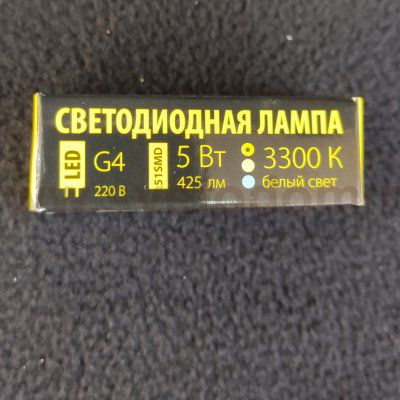 СВЕТОДИОДНАЯ ЛАМПА
LED
G4
220 В
51SMD
5 Вт
425 лм
3300 К
белый свет